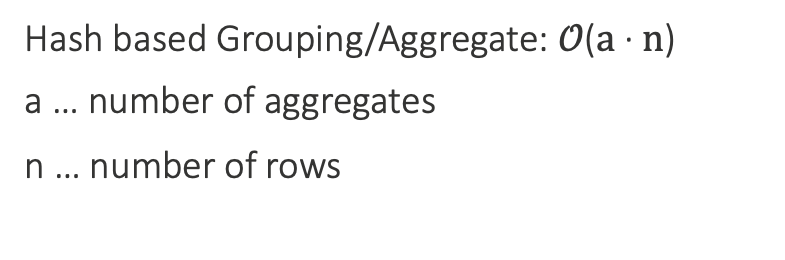 Hash based Grouping/Aggregate: 𝒪(a · n)
a ... number of aggregates
n ... number of rows